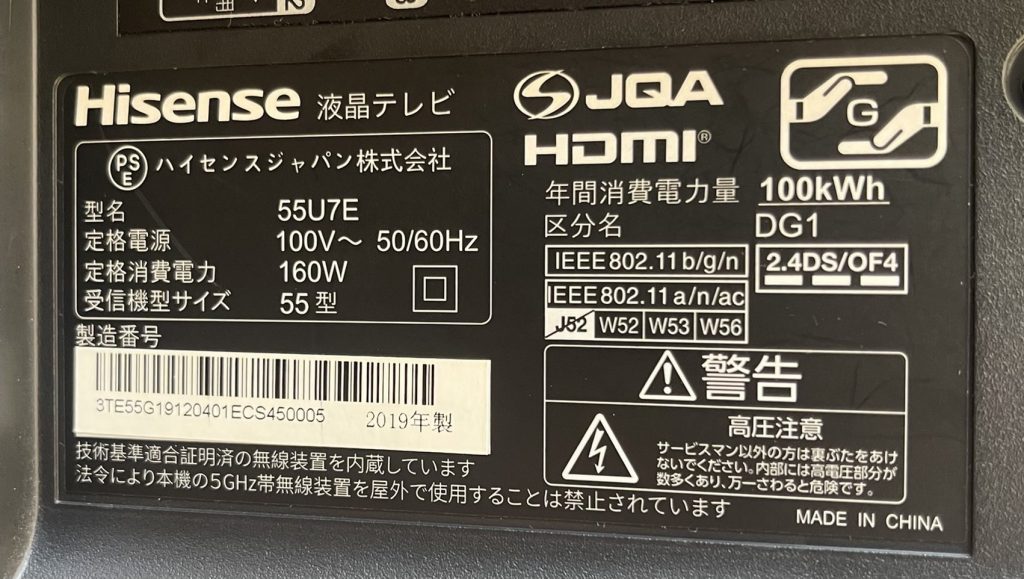 Hisense 液晶テレビ
PSE ハイセンスジャパン株式会社
型名 55U7E
定格電源 100V～ 50/60Hz
定格消費電力 160W
受信機型サイズ 55型
製造番号
3TE55G19120401ECS450005 2019年製
技術基準適合証明済の無線装置を内蔵しています
法令により本機の5GHz帯無線装置を屋外で使用することは禁止されています
JQA
HDMI®
G
年間消費電力量 100kWh
区分名 DG1
IEEE802.11b/g/n
2.4DS/OF4
IEEE802.11a/n/ac
J52 W52 W53 W56
警告
高圧注意
サービスマン以外の方は裏ぶたをあけ
ないでください。内部には高電圧部分が
数多くあり、万一さわると危険です。
MADE IN CHINA